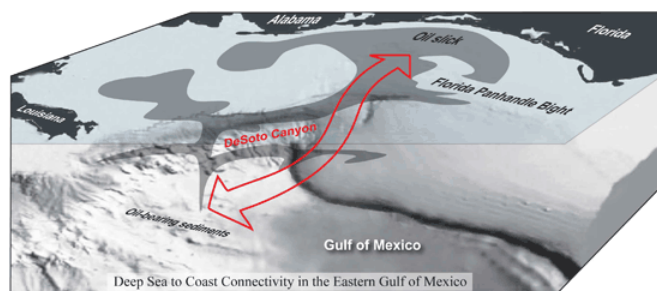 Alabama
Florida
Oil slick
Florida Panhandle Bight
Louisiana
DeSoto Canyon
Oil-bearing sediments
Gulf of Mexico
Deep Sea to Coast Connectivity in the Eastern Gulf of Mexico